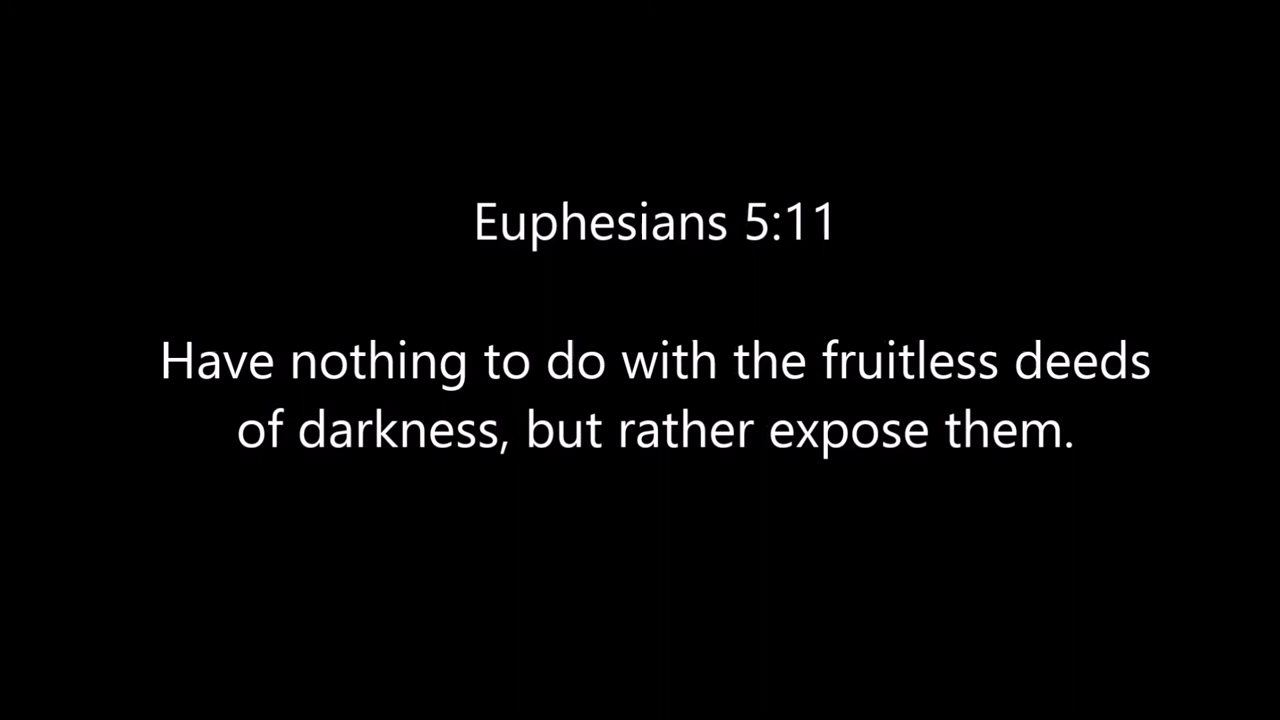 Euphesians 5:11
Have nothing to do with the fruitless deeds
of darkness, but rather expose them.